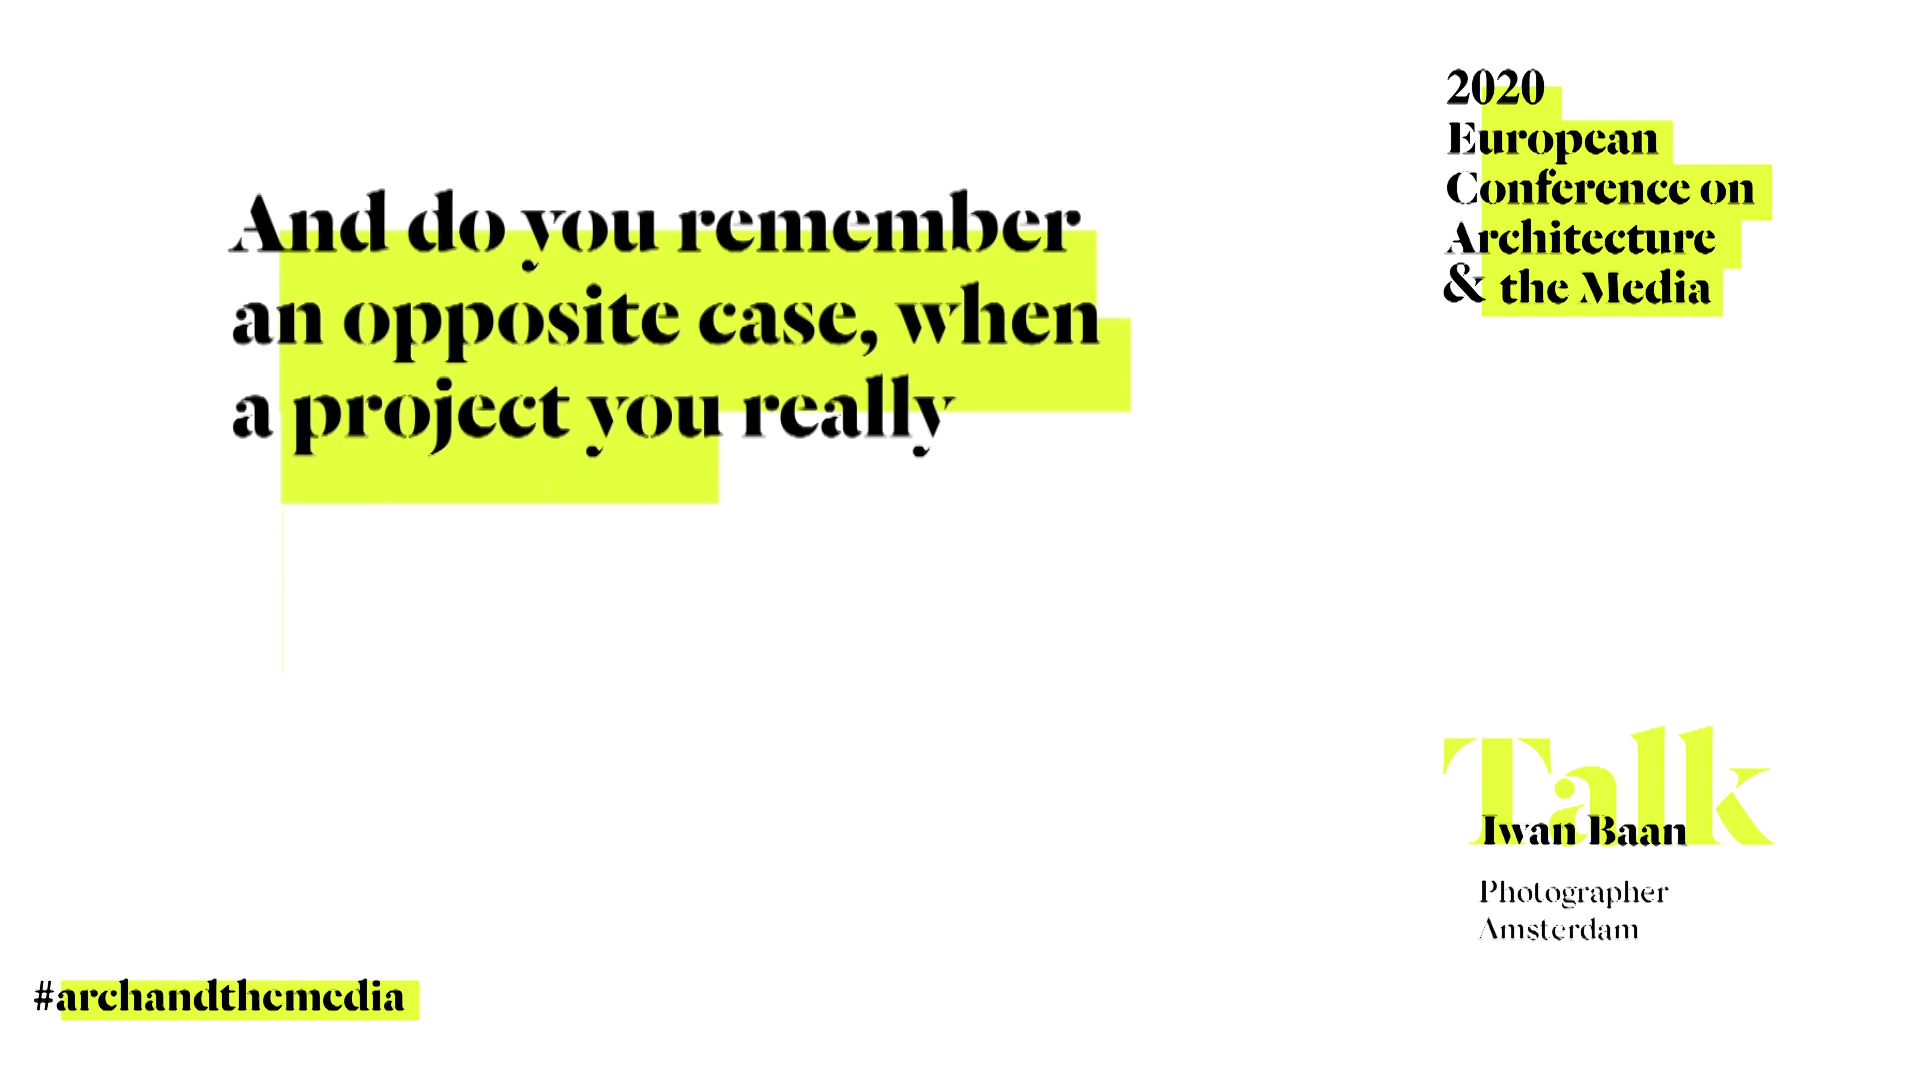 And do you remember
an opposite case, when
a project you really
2020
European
Conference on
Architecture
& the Media
Talk
Iwan Baan
Photographer
Amsterdam
#archandthemedia